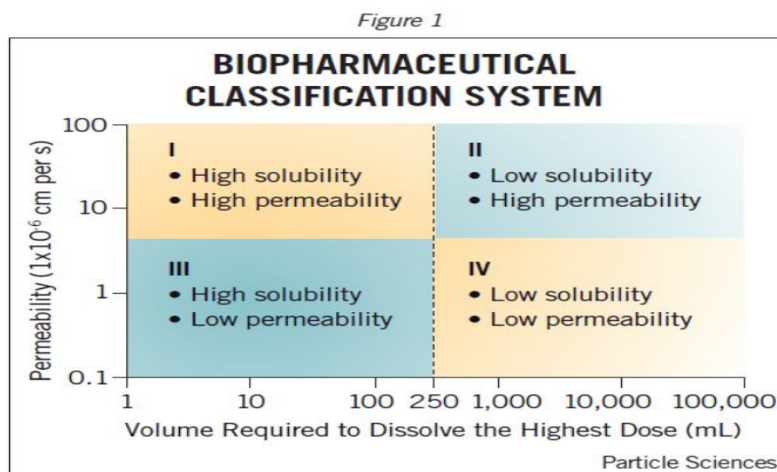 Figure 1
BIOPHARMACEUTICAL
CLASSIFICATION SYSTEM
Permeability (1x10-6 cm per s)
100
10
1
0.1
I
• High solubility
• High permeability
II
• Low solubility
• High permeability
III
• High solubility
• Low permeability
IV
• Low solubility
• Low permeability
1 10 100 250 1,000 10,000 100,000
Volume Required to Dissolve the Highest Dose (mL)
Particle Sciences